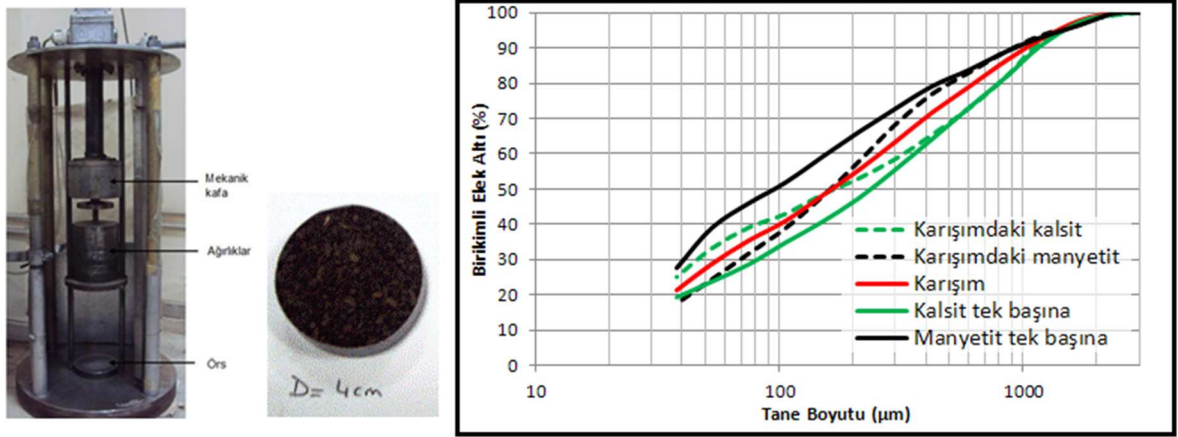 Mekanik
kafa
Ağırlıklar
Örs
D= 4cm
Birikimli Elek Altı (%)
100
90
80
70
60
50
40
30
20
10
0
10
100
1000
Tane Boyutu (µm)
Karışımdaki kalsit
Karışımdaki manyetit
Karışım
Kalsit tek başına
Manyetit tek başına